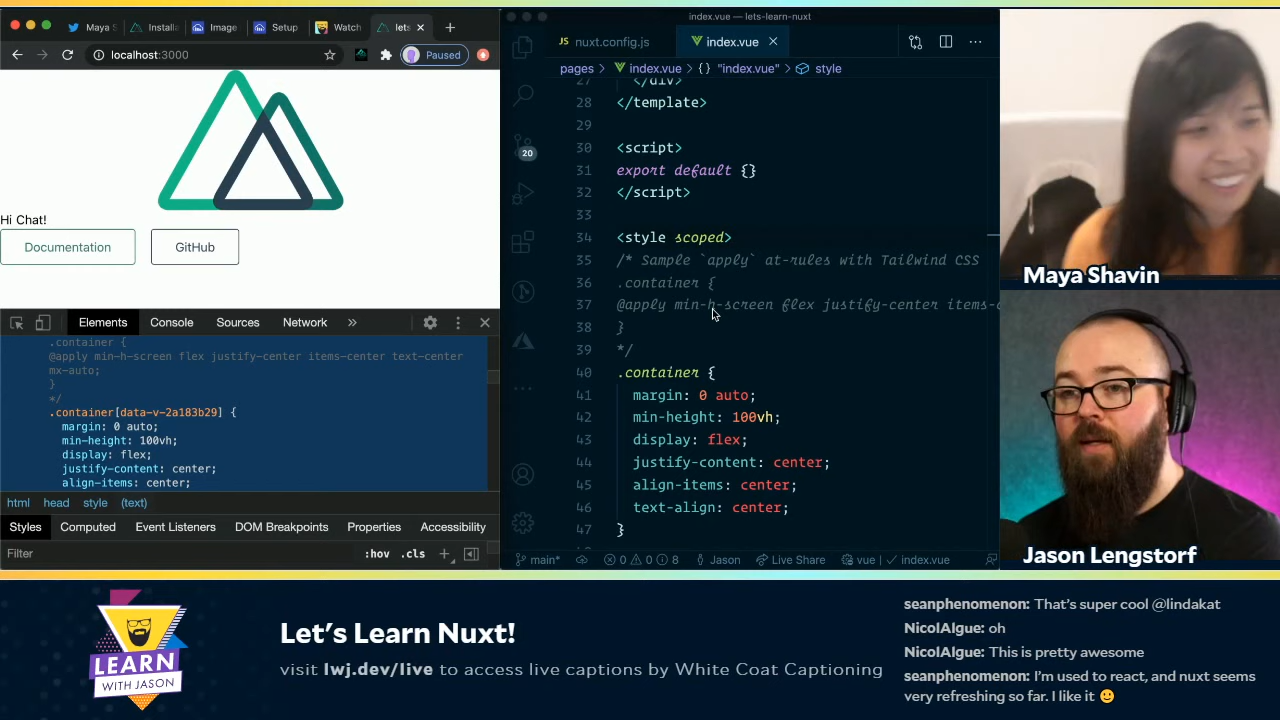 Maya S
Installa
Image
Setup
Watch
lets
localhost:3000
Paused
Hi Chat!
Documentation
GitHub
Elements
Console
Sources
Network
.container {
@apply min-h-screen flex justify-center items-center text-center
mx-auto;
}
*/
.container[data-v-2a183b29] {
margin: 0 auto;
min-height: 100vh;
display: flex;
justify-content: center;
align-items: center;
html head style (text)
Styles Computed Event Listeners DOM Breakpoints Properties Accessibility
Filter :hov .cls
index.vue — lets-learn-nuxt
JS nuxt.config.js
index.vue
pages > index.vue > {} "index.vue" > style
20
27 </div>
28 </template>
29
30 <script>
31 export default {}
32 </script>
33
34 <style scoped>
35 /* Sample `apply` at-rules with Tailwind CSS
36 .container {
37 @apply min-h-screen flex justify-center items-c
38 }
39 */
40 .container {
41 margin: 0 auto;
42 min-height: 100vh;
43 display: flex;
44 justify-content: center;
45 align-items: center;
46 text-align: center;
47 }
main* 0 0 8 Jason Live Share vue | index.vue
Maya Shavin
Jason Lengstorf
LEARN
WITH JASON
Let's Learn Nuxt!
visit lwj.dev/live to access live captions by White Coat Captioning
seanphenomenon: That's super cool @lindakat
NicolAIgue: oh
NicolAIgue: This is pretty awesome
seanphenomenon: I'm used to react, and nuxt seems
very refreshing so far. I like it 🙂